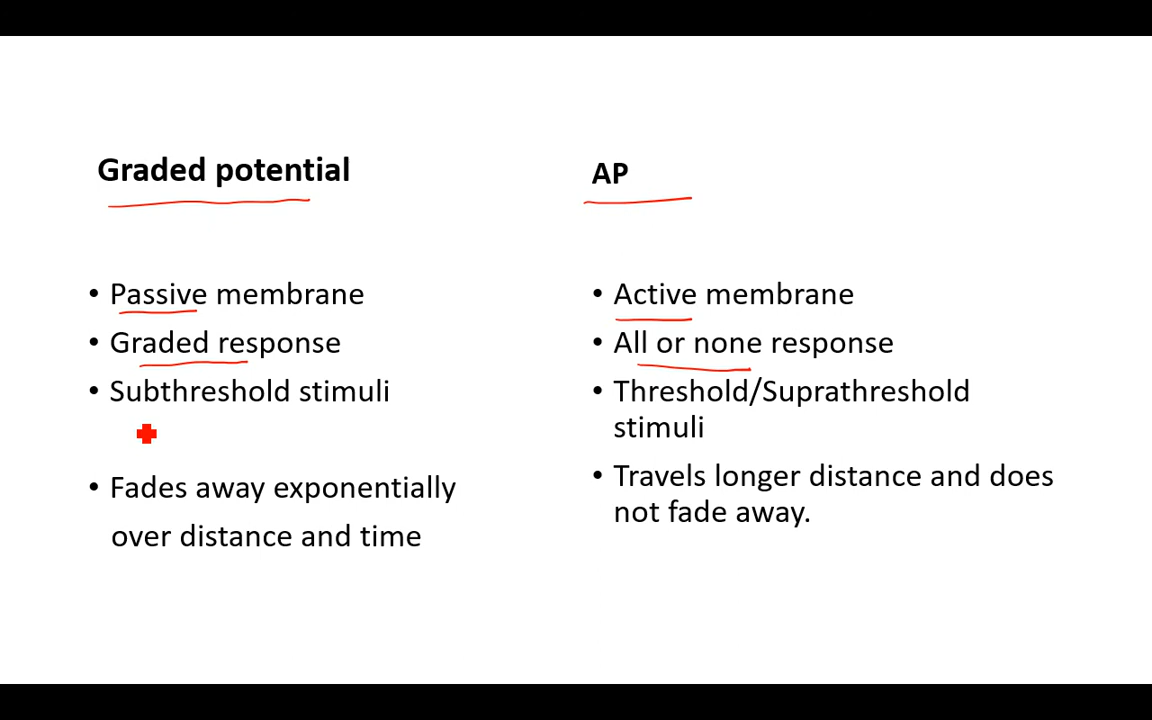 Graded potential
• Passive membrane
• Graded response
• Subthreshold stimuli
• Fades away exponentially
over distance and time
AP
• Active membrane
• All or none response
• Threshold/Suprathreshold
stimuli
• Travels longer distance and does
not fade away.